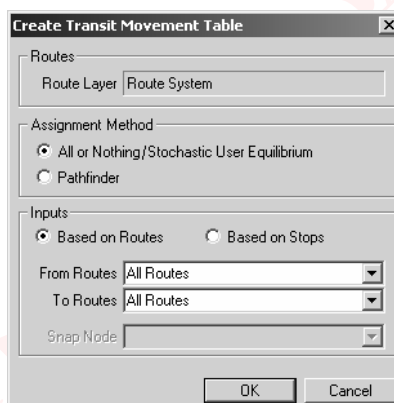 Create Transit Movement Table
Routes
Route Layer Route System
Assignment Method
All or Nothing/Stochastic User Equilibrium
Pathfinder
Inputs
Based on Routes Based on Stops
From Routes All Routes
To Routes All Routes
Snap Node
OK Cancel